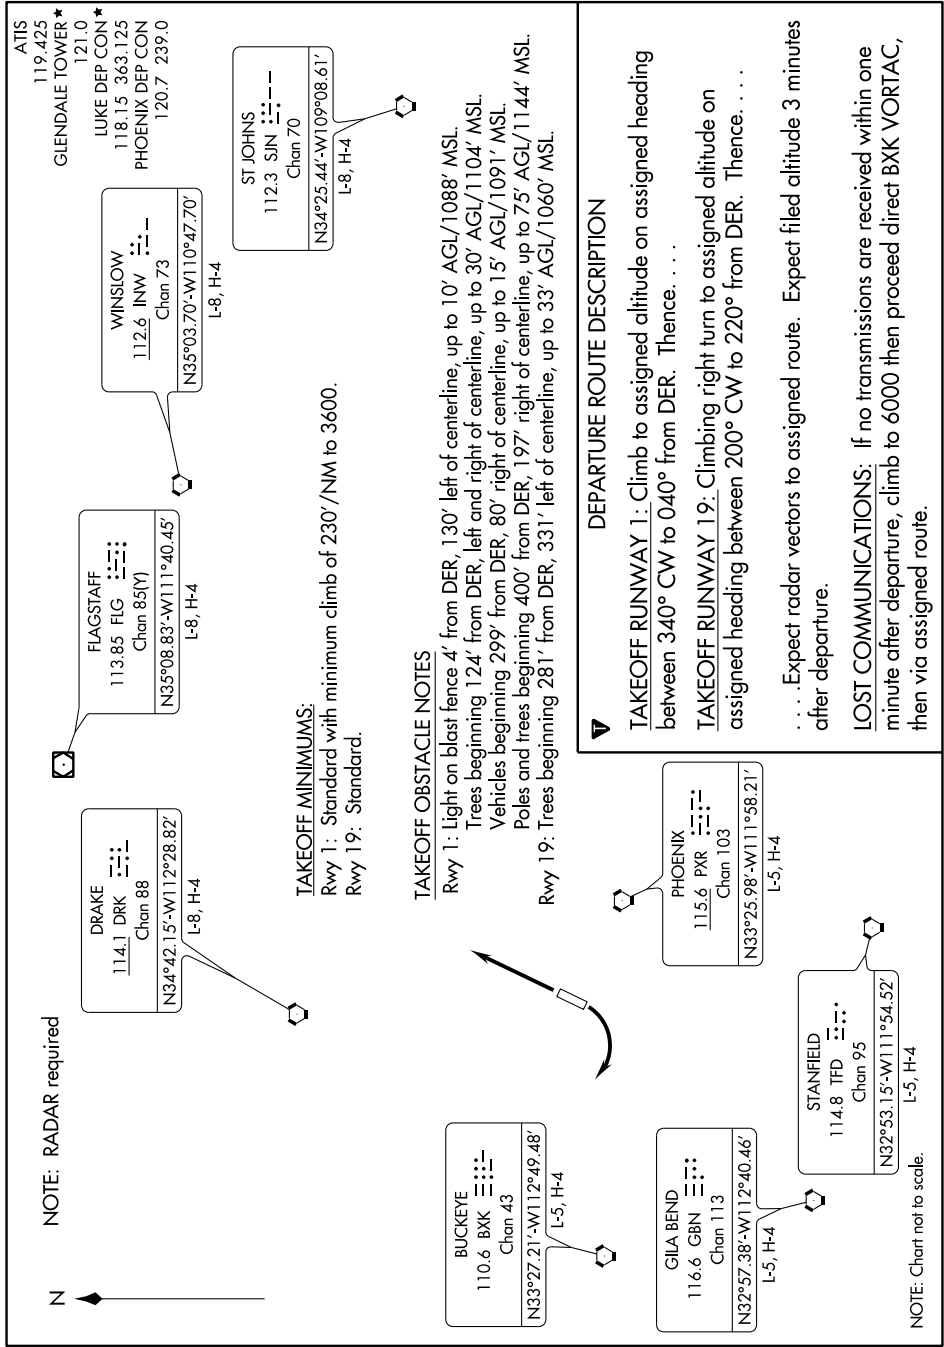 NOTE: RADAR required
ATIS
119.425
GLENDALE TOWER★
121.0
LUKE DEP CON★
118.15 363.125
PHOENIX DEP CON
120.7 239.0
N
DRAKE
114.1 DRK
Chan 88
N34°42.15'-W112°28.82'
L-8, H-4
FLAGSTAFF
113.85 FLG
Chan 85(Y)
N35°08.83'-W111°40.45'
L-8, H-4
WINSLOW
112.6 INW
Chan 73
N35°03.70'-W110°47.70'
L-8, H-4
ST JOHNS
112.3 SJN
Chan 70
N34°25.44'-W109°08.61'
L-8, H-4
TAKEOFF MINIMUMS:
Rwy 1: Standard with minimum climb of 230'/NM to 3600.
Rwy 19: Standard.
TAKEOFF OBSTACLE NOTES
Rwy 1: Light on blast fence 4' from DER, 130' left of centerline, up to 10' AGL/1088' MSL.
Trees beginning 124' from DER, left and right of centerline, up to 30' AGL/1104' MSL.
Vehicles beginning 299' from DER, 80' right of centerline, up to 15' AGL/1091' MSL.
Poles and trees beginning 400' from DER, 197' right of centerline, up to 75' AGL/1144' MSL.
Rwy 19: Trees beginning 281' from DER, 331' left of centerline, up to 33' AGL/1060' MSL.
BUCKEYE
110.6 BXK
Chan 43
N33°27.21'-W112°49.48'
L-5, H-4
GILA BEND
116.6 GBN
Chan 113
N32°57.38'-W112°40.46'
L-5, H-4
PHOENIX
115.6 PXR
Chan 103
N33°25.98'-W111°58.21'
L-5, H-4
STANFIELD
114.8 TFD
Chan 95
N32°53.15'-W111°54.52'
L-5, H-4
NOTE: Chart not to scale.
T
DEPARTURE ROUTE DESCRIPTION
TAKEOFF RUNWAY 1: Climb to assigned altitude on assigned heading
between 340° CW to 040° from DER. Thence. . . .
TAKEOFF RUNWAY 19: Climbing right turn to assigned altitude on
assigned heading between 200° CW to 220° from DER. Thence. . . .
. . . .Expect radar vectors to assigned route. Expect filed altitude 3 minutes
after departure.
LOST COMMUNICATIONS: If no transmissions are received within one
minute after departure, climb to 6000 then proceed direct BXK VORTAC,
then via assigned route.